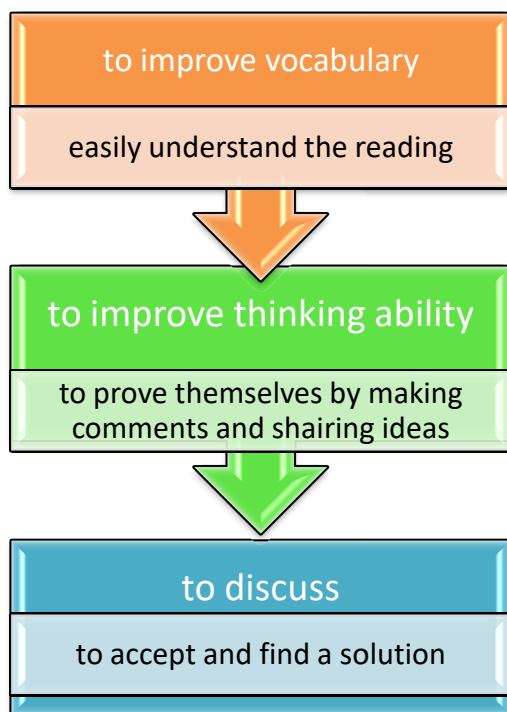 to improve vocabulary
easily understand the reading
to improve thinking ability
to prove themselves by making
comments and shairing ideas
to discuss
to accept and find a solution